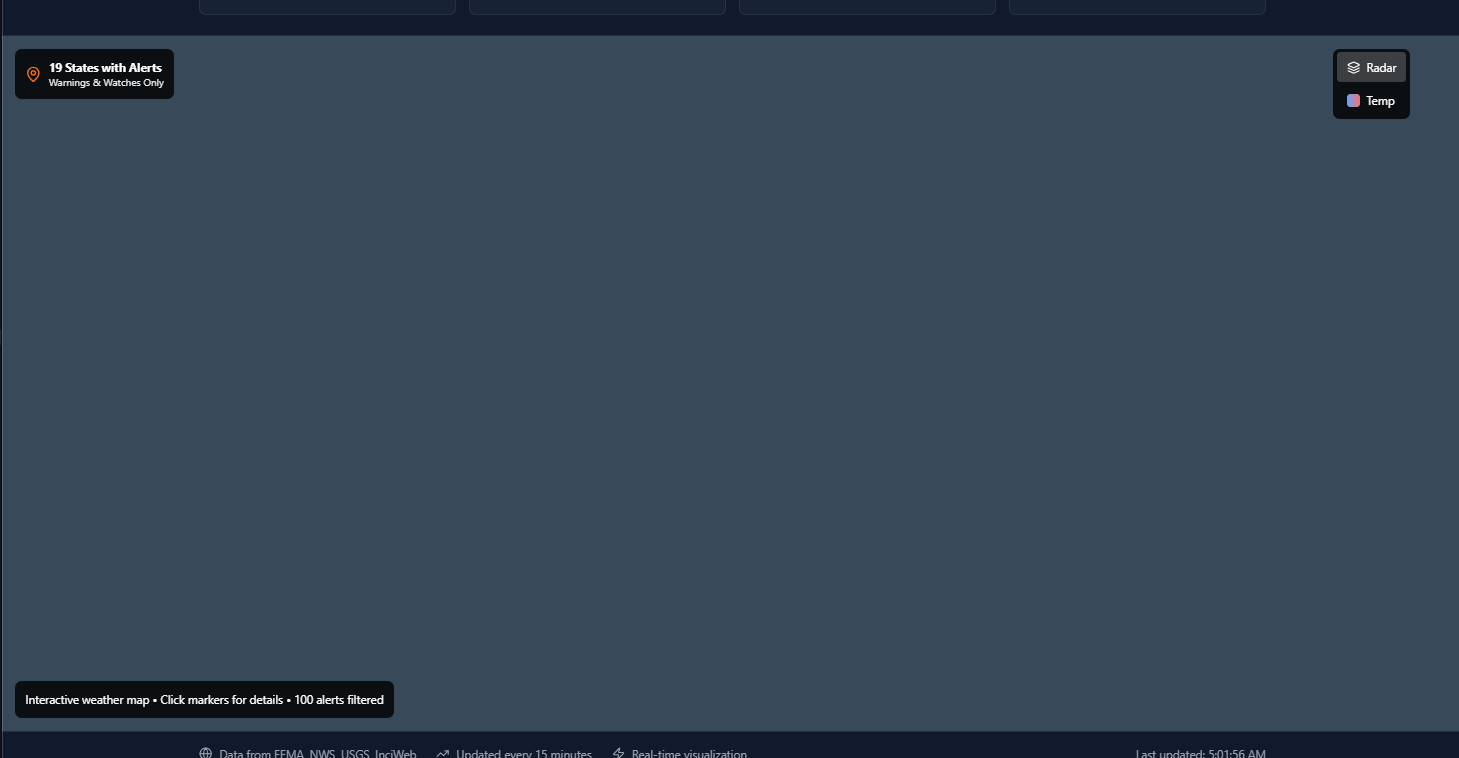 19 States with Alerts
Warnings & Watches Only
Radar
Temp
Interactive weather map • Click markers for details • 100 alerts filtered
Data from FEMA, NWS, USGS, InciWeb
Updated every 15 minutes
Real-time visualization
Last updated: 5:01:56 AM